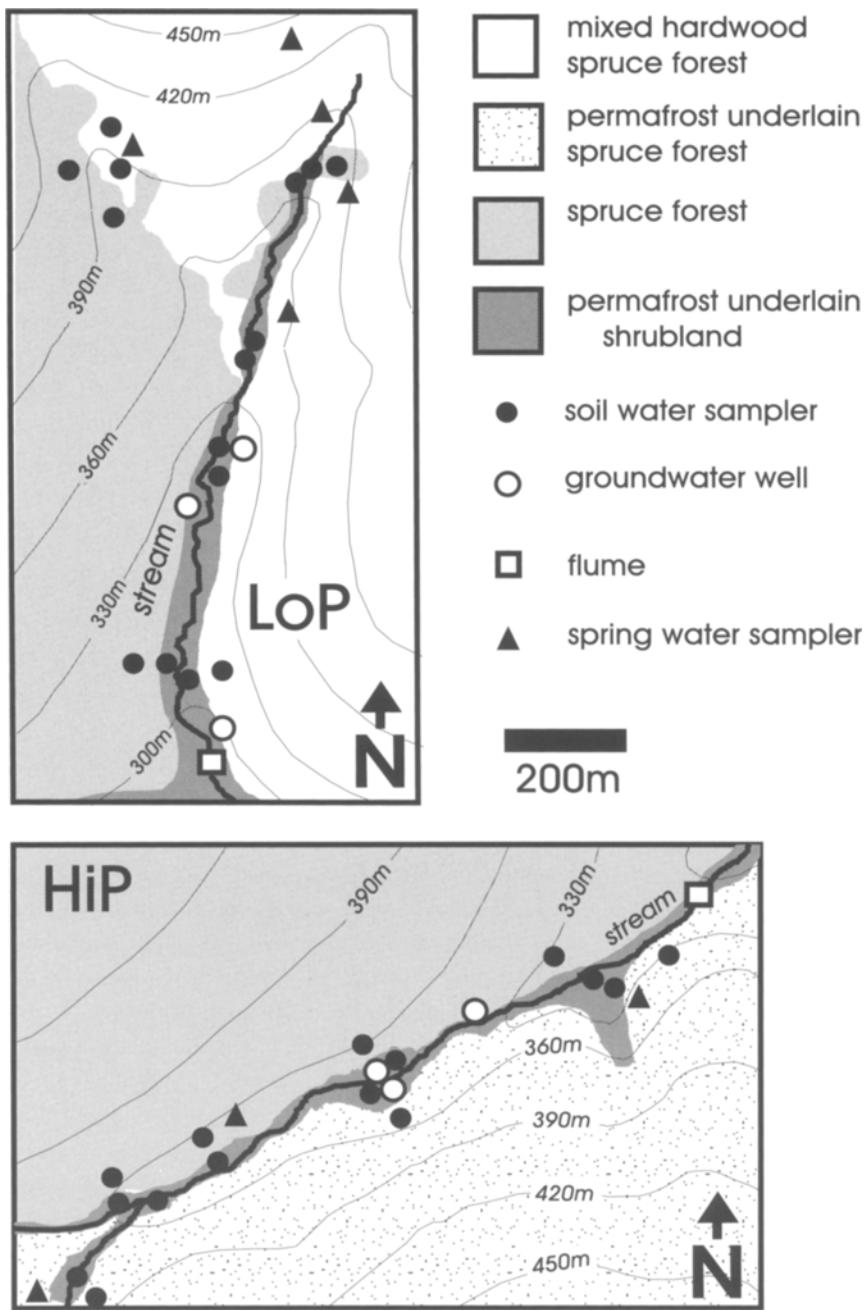 450m
420m
390m
360m
330m
300m
stream
LoP
N
mixed hardwood
spruce forest
permafrost underlain
spruce forest
spruce forest
permafrost underlain
shrubland
soil water sampler
groundwater well
flume
spring water sampler
200m
HiP
390m
330m
stream
360m
390m
420m
450m
N